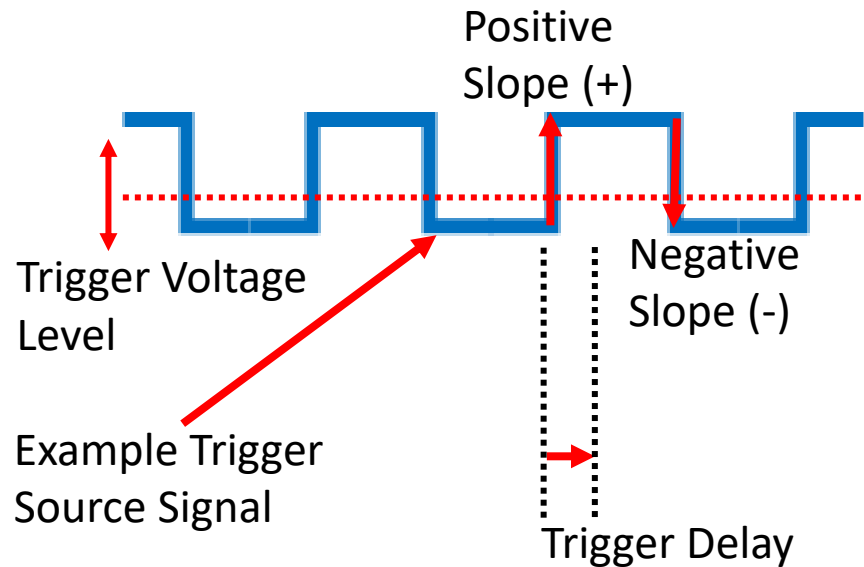 Positive
Slope (+)
Trigger Voltage
Level
Negative
Slope (-)
Example Trigger
Source Signal
Trigger Delay